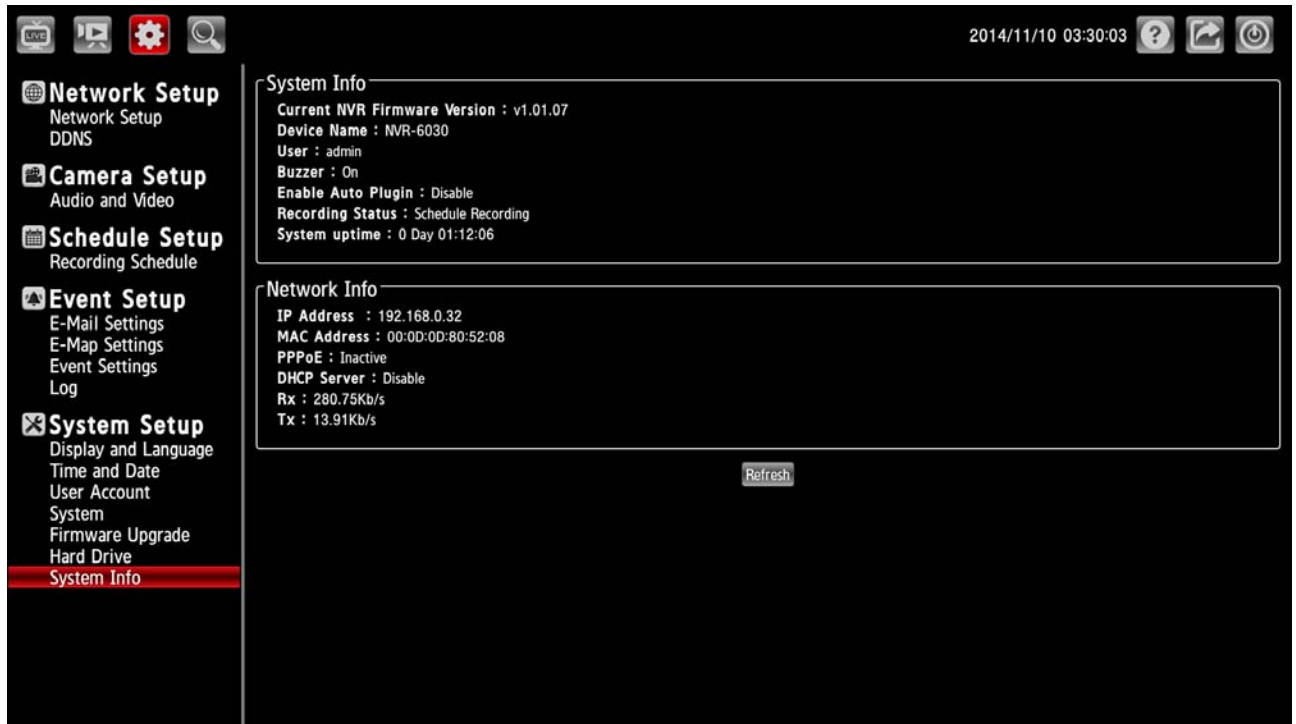 LIVE
2014/11/10 03:30:03
?
Network Setup
Network Setup
DDNS
Camera Setup
Audio and Video
Schedule Setup
Recording Schedule
Event Setup
E-Mail Settings
E-Map Settings
Event Settings
Log
System Setup
Display and Language
Time and Date
User Account
System
Firmware Upgrade
Hard Drive
System Info
System Info
Current NVR Firmware Version : v1.01.07
Device Name : NVR-6030
User : admin
Buzzer : On
Enable Auto Plugin : Disable
Recording Status : Schedule Recording
System uptime : 0 Day 01:12:06
Network Info
IP Address : 192.168.0.32
MAC Address : 00:0D:0D:80:52:08
PPPoE : Inactive
DHCP Server : Disable
Rx : 280.75Kb/s
Tx : 13.91Kb/s
Refresh